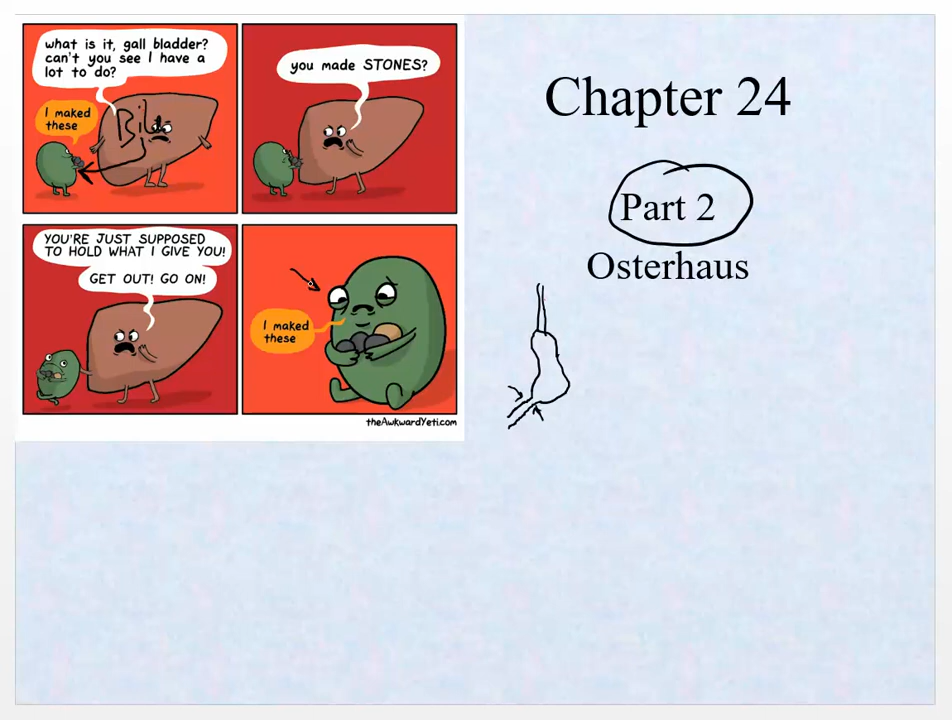 what is it, gall bladder?
can't you see I have a
lot to do?
I maked
these
Bile
you made STONES?
YOU'RE JUST SUPPOSED
TO HOLD WHAT I GIVE YOU!
GET OUT! GO ON!
I maked
these
theAwkwardYeti.com
Chapter 24
Part 2
Osterhaus